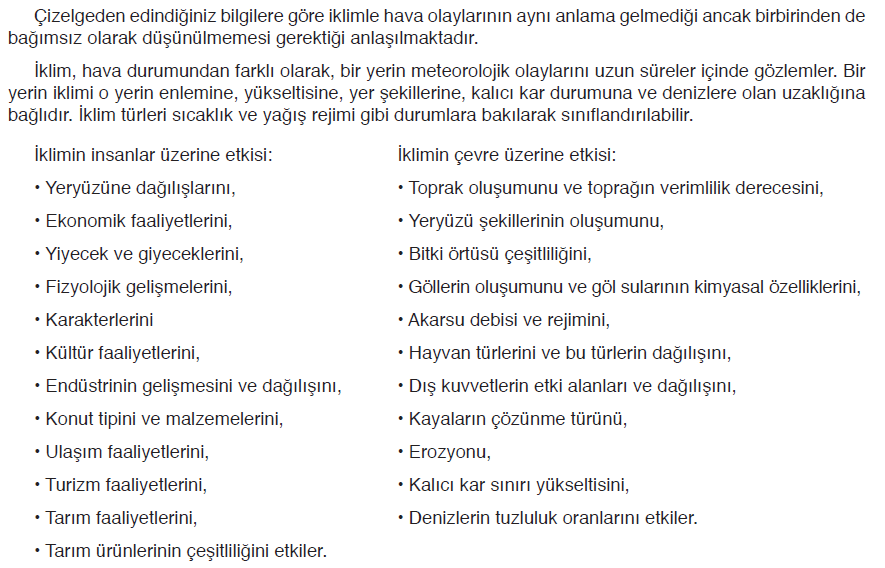 Çizelgeden edindiğiniz bilgilere göre iklimle hava olaylarının aynı anlama gelmediği ancak birbirinden de
bağımsız olarak düşünülmemesi gerektiği anlaşılmaktadır.
İklim, hava durumundan farklı olarak, bir yerin meteorolojik olaylarını uzun süreler içinde gözlemler. Bir
yerin iklimi o yerin enlemine, yükseltisine, yer şekillerine, kalıcı kar durumuna ve denizlere olan uzaklığına
bağlıdır. İklim türleri sıcaklık ve yağış rejimi gibi durumlara bakılarak sınıflandırılabilir.
İklimin insanlar üzerine etkisi:
• Yeryüzüne dağılışlarını,
• Ekonomik faaliyetlerini,
• Yiyecek ve giyeceklerini,
• Fizyolojik gelişmelerini,
• Karakterlerini
• Kültür faaliyetlerini,
• Endüstrinin gelişmesini ve dağılışını,
• Konut tipini ve malzemelerini,
• Ulaşım faaliyetlerini,
• Turizm faaliyetlerini,
• Tarım faaliyetlerini,
• Tarım ürünlerinin çeşitliliğini etkiler.
İklimin çevre üzerine etkisi:
• Toprak oluşumunu ve toprağın verimlilik derecesini,
• Yeryüzü şekillerinin oluşumunu,
• Bitki örtüsü çeşitliliğini,
• Göllerin oluşumunu ve göl sularının kimyasal özelliklerini,
• Akarsu debisi ve rejimini,
• Hayvan türlerini ve bu türlerin dağılışını,
• Dış kuvvetlerin etki alanları ve dağılışını,
• Kayaların çözünme türünü,
• Erozyonu,
• Kalıcı kar sınırı yükseltisini,
• Denizlerin tuzluluk oranlarını etkiler.